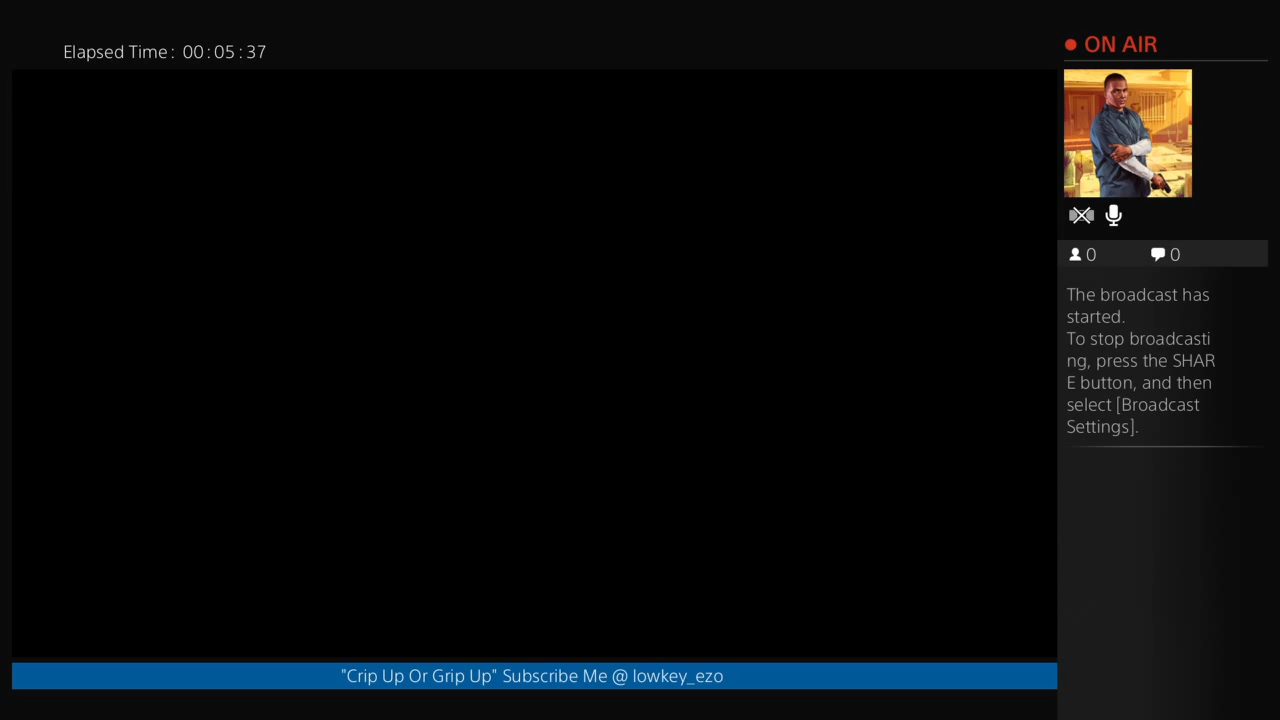 Elapsed Time: 00:05:37
ON AIR
0 0
The broadcast has
started.
To stop broadcasti
ng, press the SHAR
E button, and then
select [Broadcast
Settings].
"Crip Up Or Grip Up" Subscribe Me @ lowkey_ezo